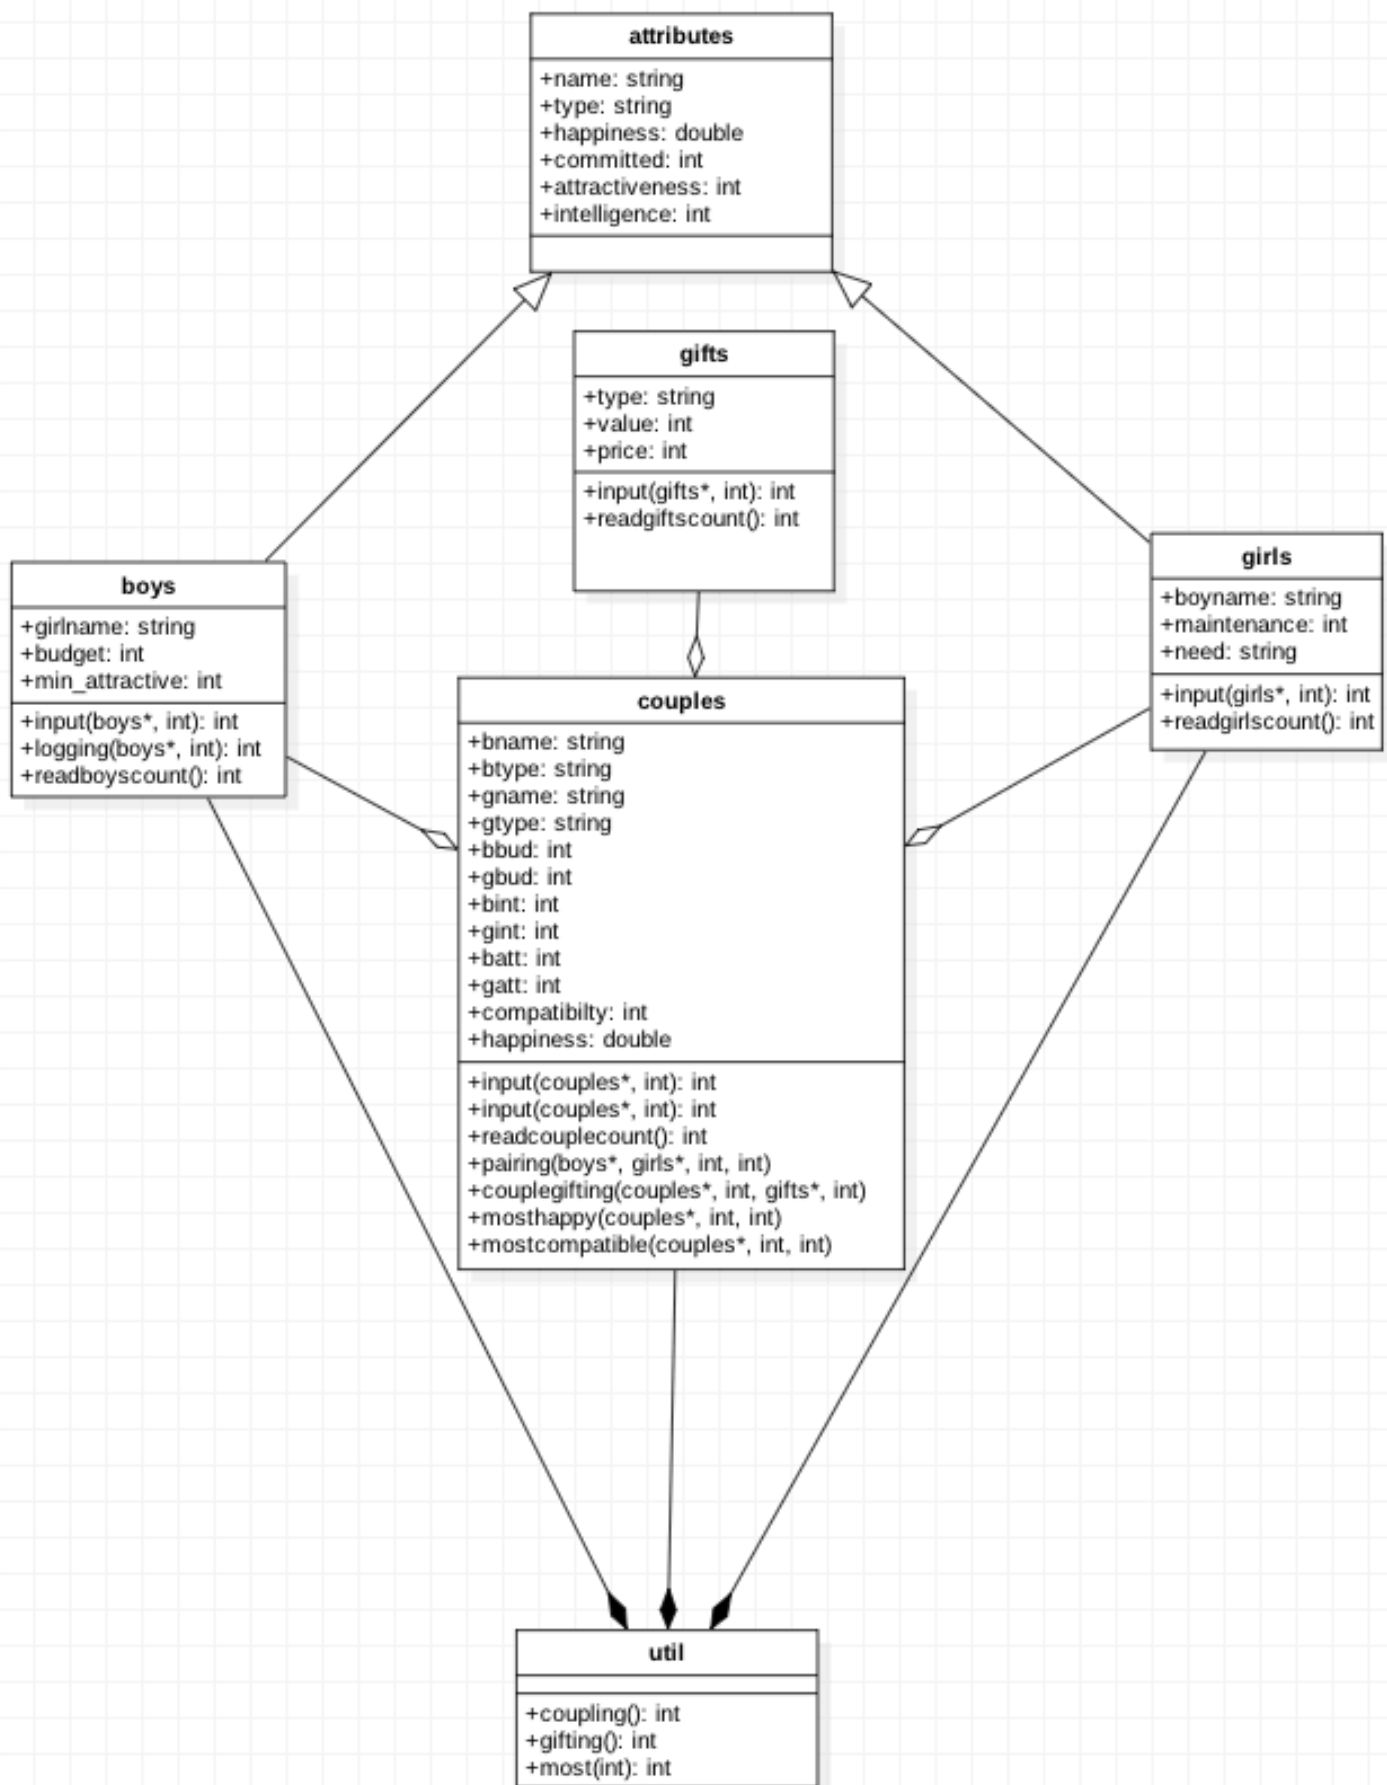 attributes
+name: string
+type: string
+happiness: double
+committed: int
+attractiveness: int
+intelligence: int
gifts
+type: string
+value: int
+price: int
+input(gifts*, int): int
+readgiftscount(): int
boys
+girlname: string
+budget: int
+min_attractive: int
+input(boys*, int): int
+logging(boys*, int): int
+readboyscount(): int
girls
+boyname: string
+maintenance: int
+need: string
+input(girls*, int): int
+readgirlscount(): int
couples
+bname: string
+btype: string
+gname: string
+gtype: string
+bbud: int
+gbud: int
+bint: int
+gint: int
+batt: int
+gatt: int
+compatibilty: int
+happiness: double
+input(couples*, int): int
+input(couples*, int): int
+readcouplecount(): int
+pairing(boys*, girls*, int, int)
+couplegifting(couples*, int, gifts*, int)
+mosthappy(couples*, int, int)
+mostcompatible(couples*, int, int)
util
+coupling(): int
+gifting(): int
+most(int): int